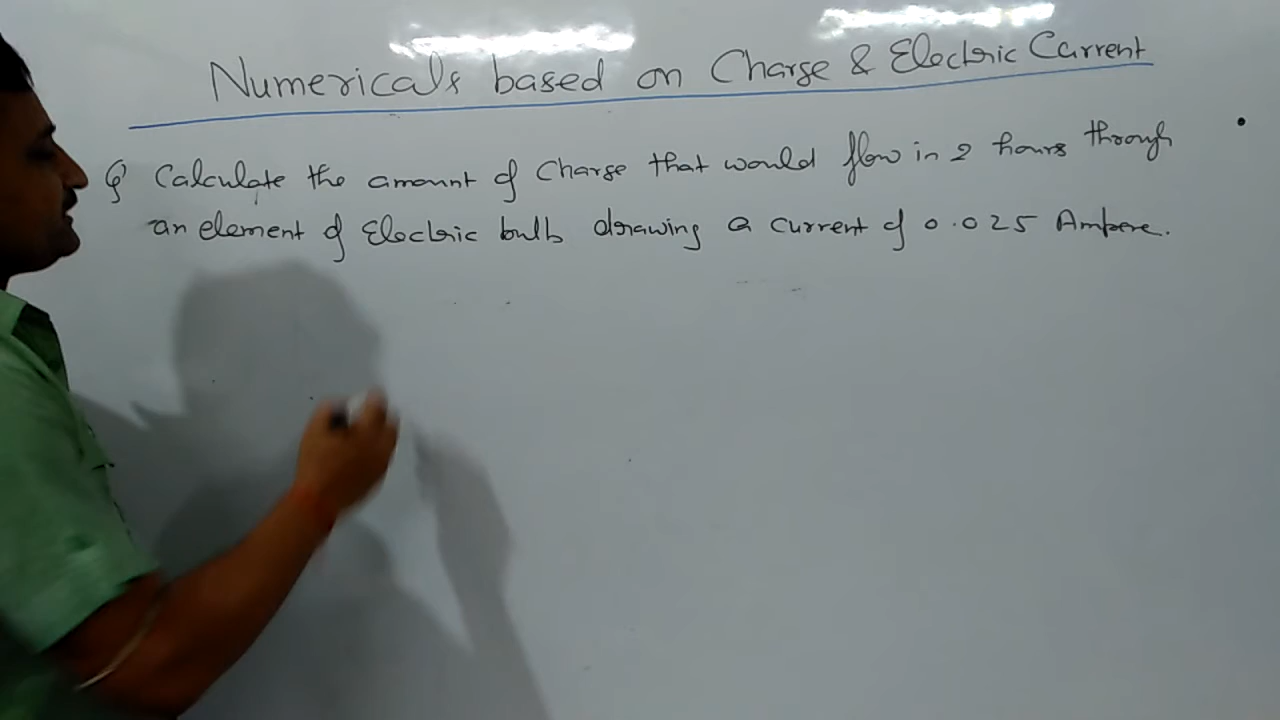 Numericals based on Charge & Electric Current
Q Calculate the amount of Charge that would flow in 2 hours through
an element of Electric bulb drawing a current of 0.025 Ampere.